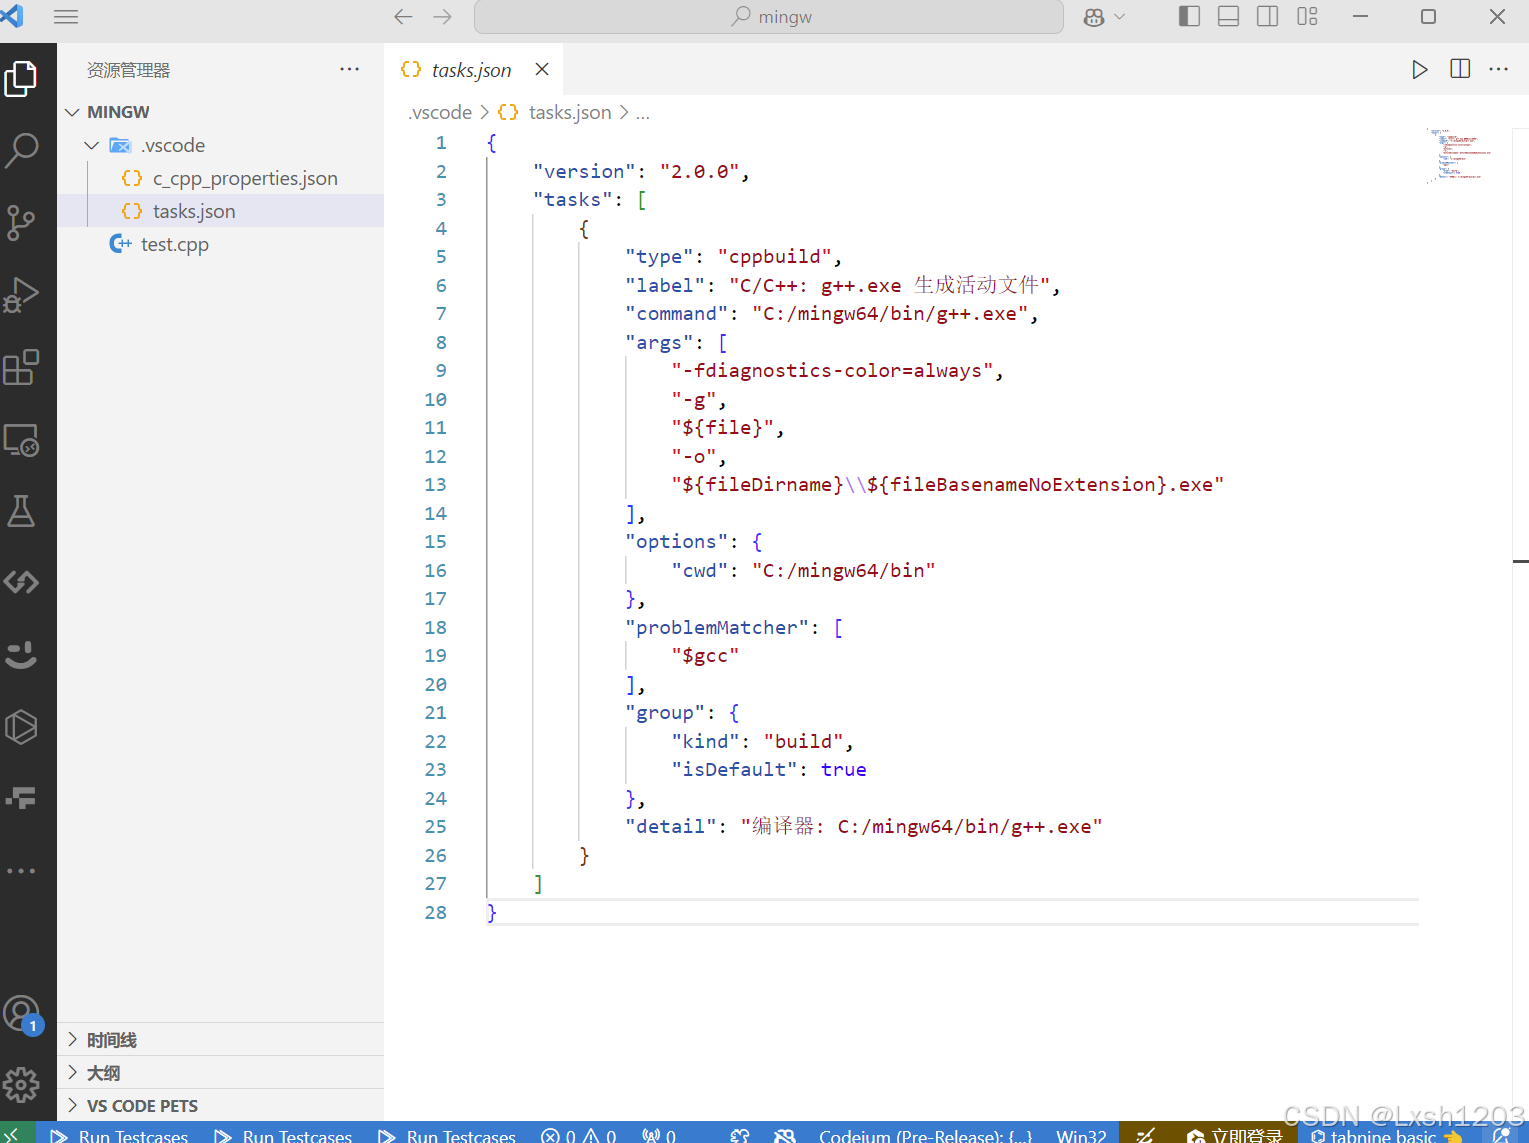 mingw
资源管理器
MINGW
.vscode
c_cpp_properties.json
tasks.json
test.cpp
时间线
大纲
VS CODE PETS
1
tasks.json
.vscode > {} tasks.json > ...
1 {
2 "version": "2.0.0",
3 "tasks": [
4 {
5 "type": "cppbuild",
6 "label": "C/C++: g++.exe 生成活动文件",
7 "command": "C:/mingw64/bin/g++.exe",
8 "args": [
9 "-fdiagnostics-color=always",
10 "-g",
11 "${file}",
12 "-o",
13 "${fileDirname}\\${fileBasenameNoExtension}.exe"
14 ],
15 "options": {
16 "cwd": "C:/mingw64/bin"
17 },
18 "problemMatcher": [
19 "$gcc"
20 ],
21 "group": {
22 "kind": "build",
23 "isDefault": true
24 },
25 "detail": "编译器: C:/mingw64/bin/g++.exe"
26 }
27 ]
28 }
Run Testcases Run Testcases Run Testcases 0 0 0 Codeium (Pre-Release): {...} Win32 立即登录 tabnine basic
CSDN @Lxsh1203